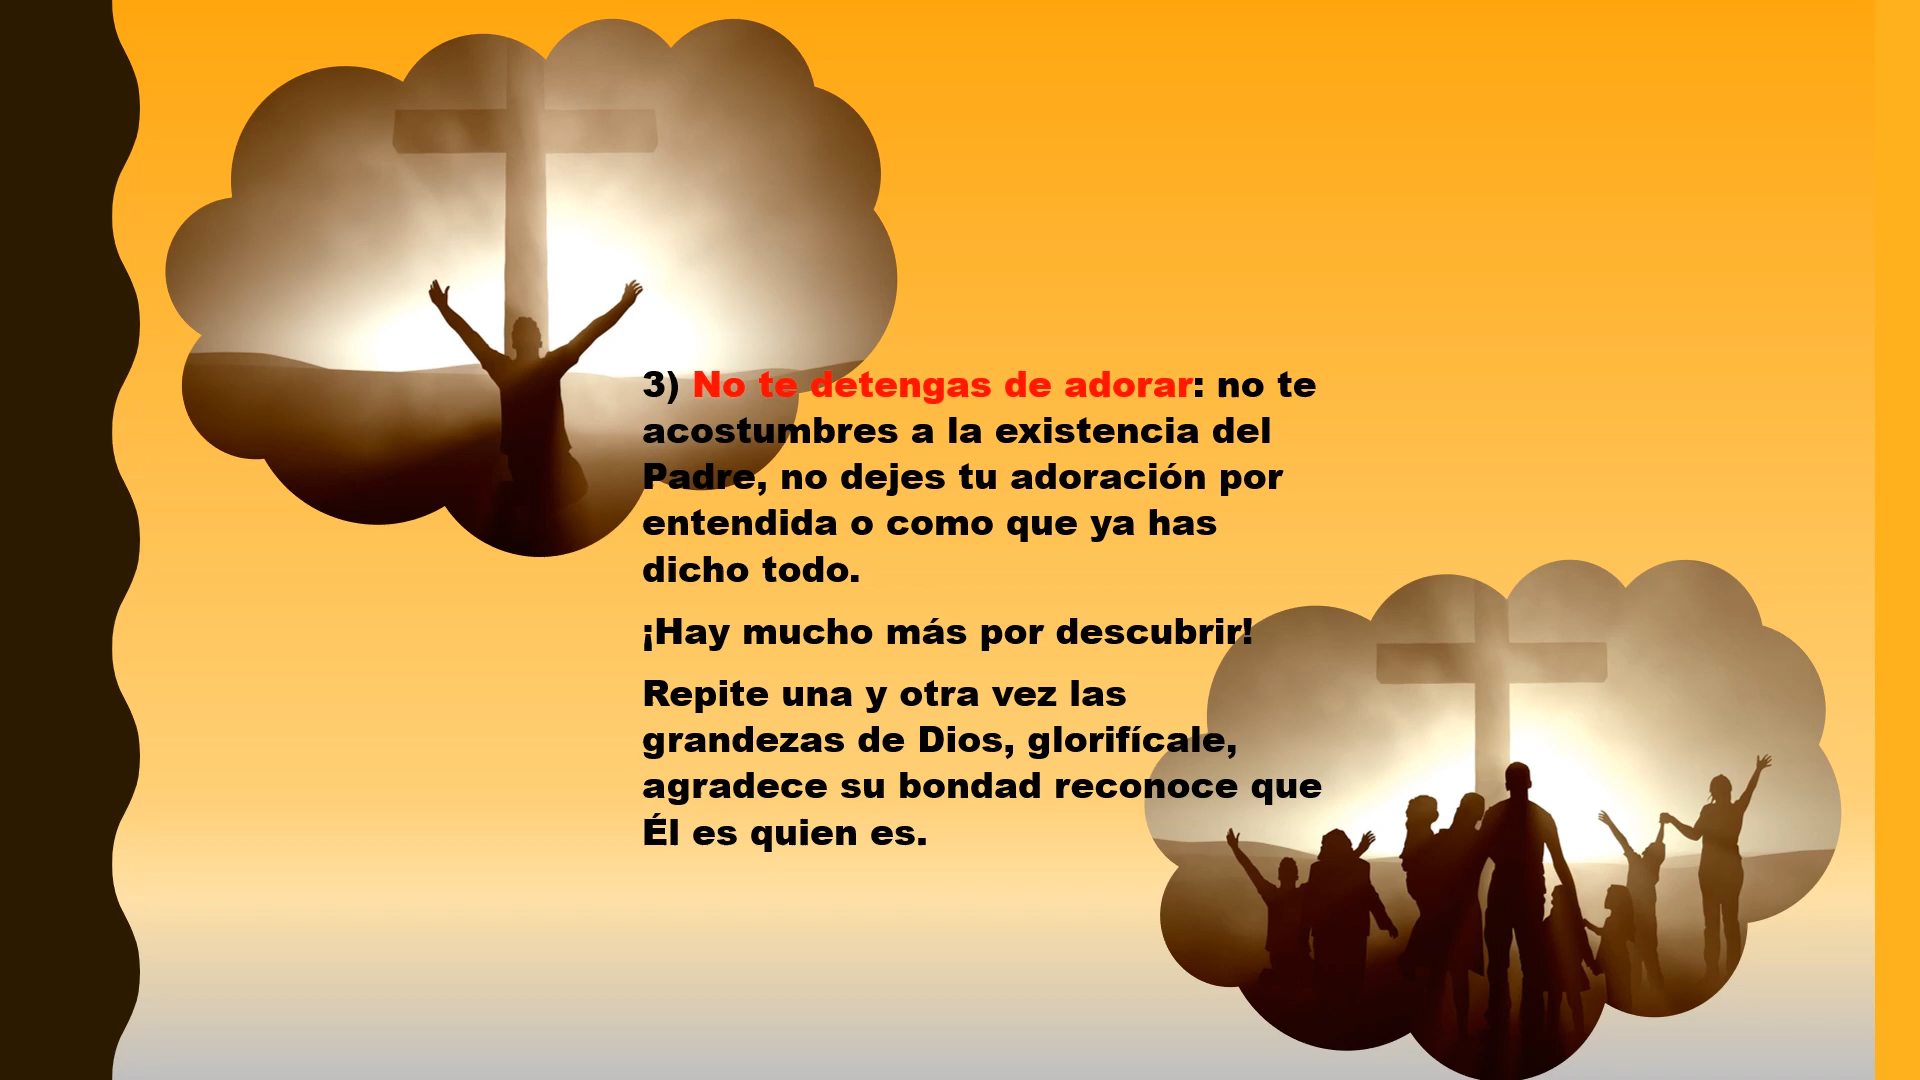 3) No te detengas de adorar: no te
acostumbres a la existencia del
Padre, no dejes tu adoración por
entendida o como que ya has
dicho todo.
¡Hay mucho más por descubrir!
Repite una y otra vez las
grandezas de Dios, glorifícale,
agradece su bondad reconoce que
Él es quien es.